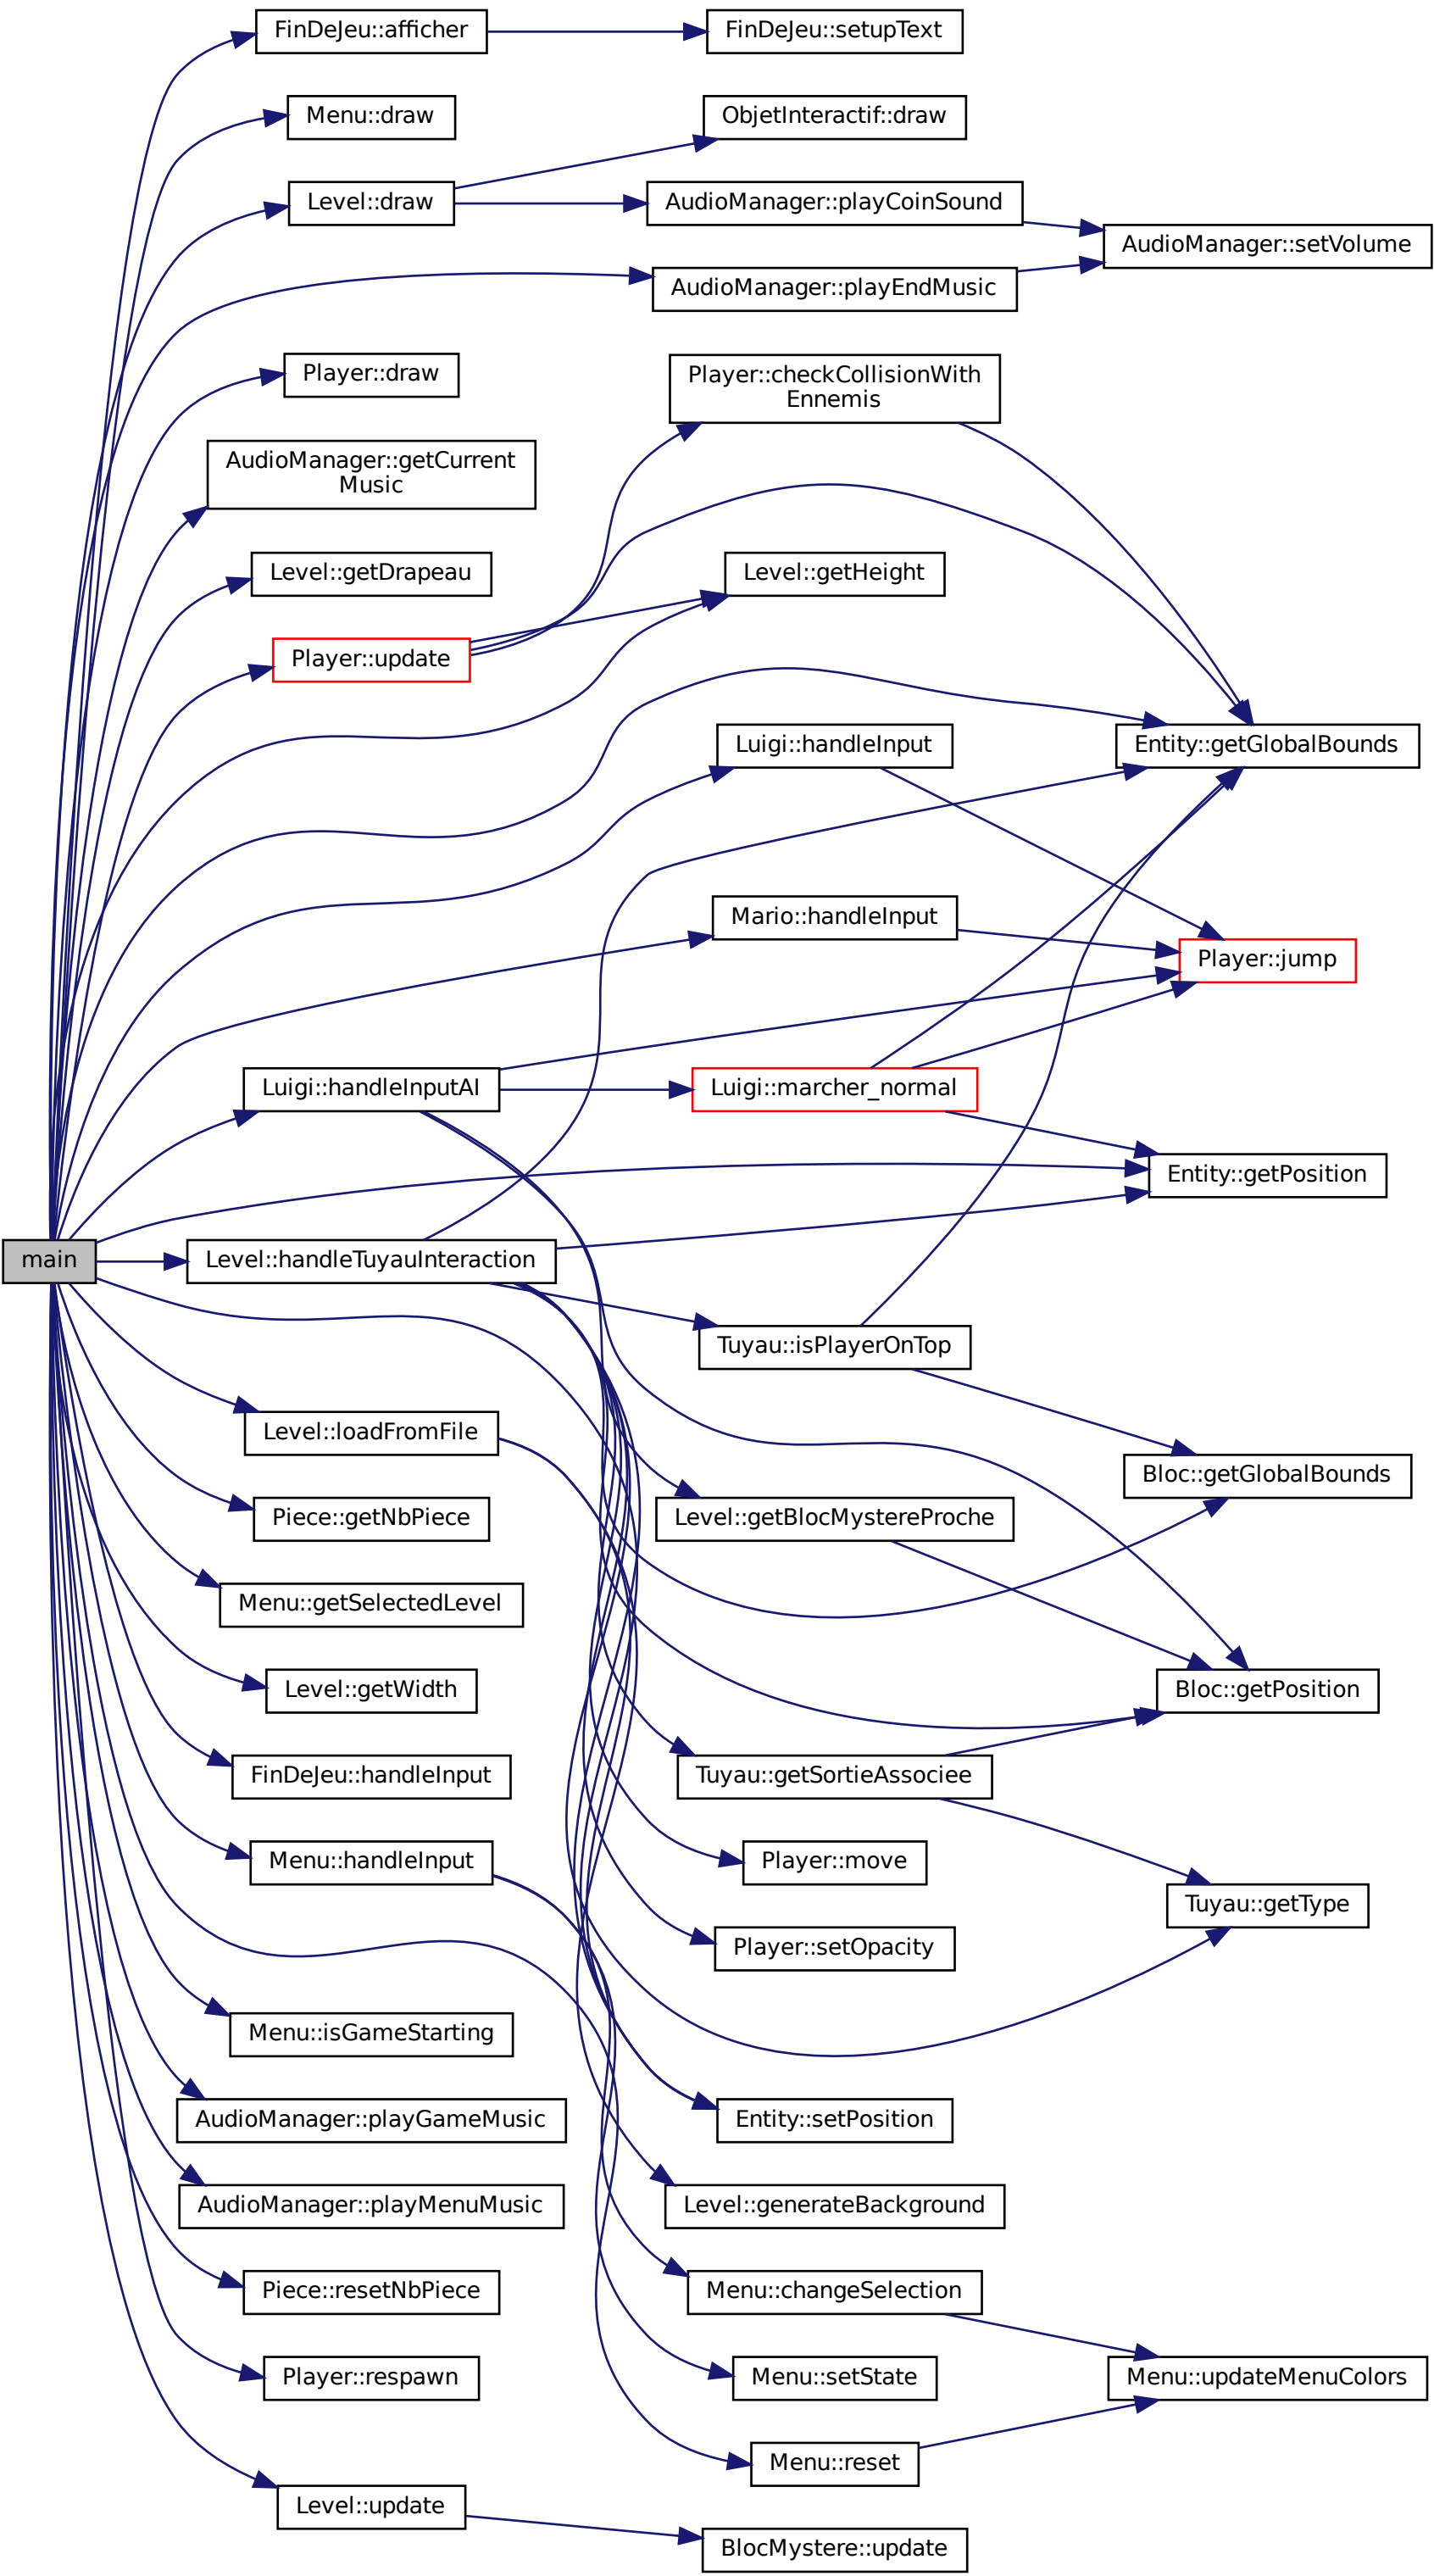 FinDeJeu::afficher
FinDeJeu::setupText
Menu::draw
ObjetInteractif::draw
Level::draw
AudioManager::playCoinSound
AudioManager::setVolume
AudioManager::playEndMusic
Player::draw
Player::checkCollisionWith
Ennemis
AudioManager::getCurrent
Music
Level::getDrapeau
Level::getHeight
Player::update
Luigi::handleInput
Entity::getGlobalBounds
Mario::handleInput
Player::jump
Luigi::handleInputAI
Luigi::marcher_normal
Entity::getPosition
main
Level::handleTuyauInteraction
Tuyau::isPlayerOnTop
Level::loadFromFile
Bloc::getGlobalBounds
Piece::getNbPiece
Level::getBlocMystereProche
Menu::getSelectedLevel
Level::getWidth
Bloc::getPosition
FinDeJeu::handleInput
Tuyau::getSortieAssociee
Menu::handleInput
Player::move
Tuyau::getType
Player::setOpacity
Menu::isGameStarting
AudioManager::playGameMusic
Entity::setPosition
AudioManager::playMenuMusic
Level::generateBackground
Piece::resetNbPiece
Menu::changeSelection
Player::respawn
Menu::setState
Menu::updateMenuColors
Menu::reset
Level::update
BlocMystere::update